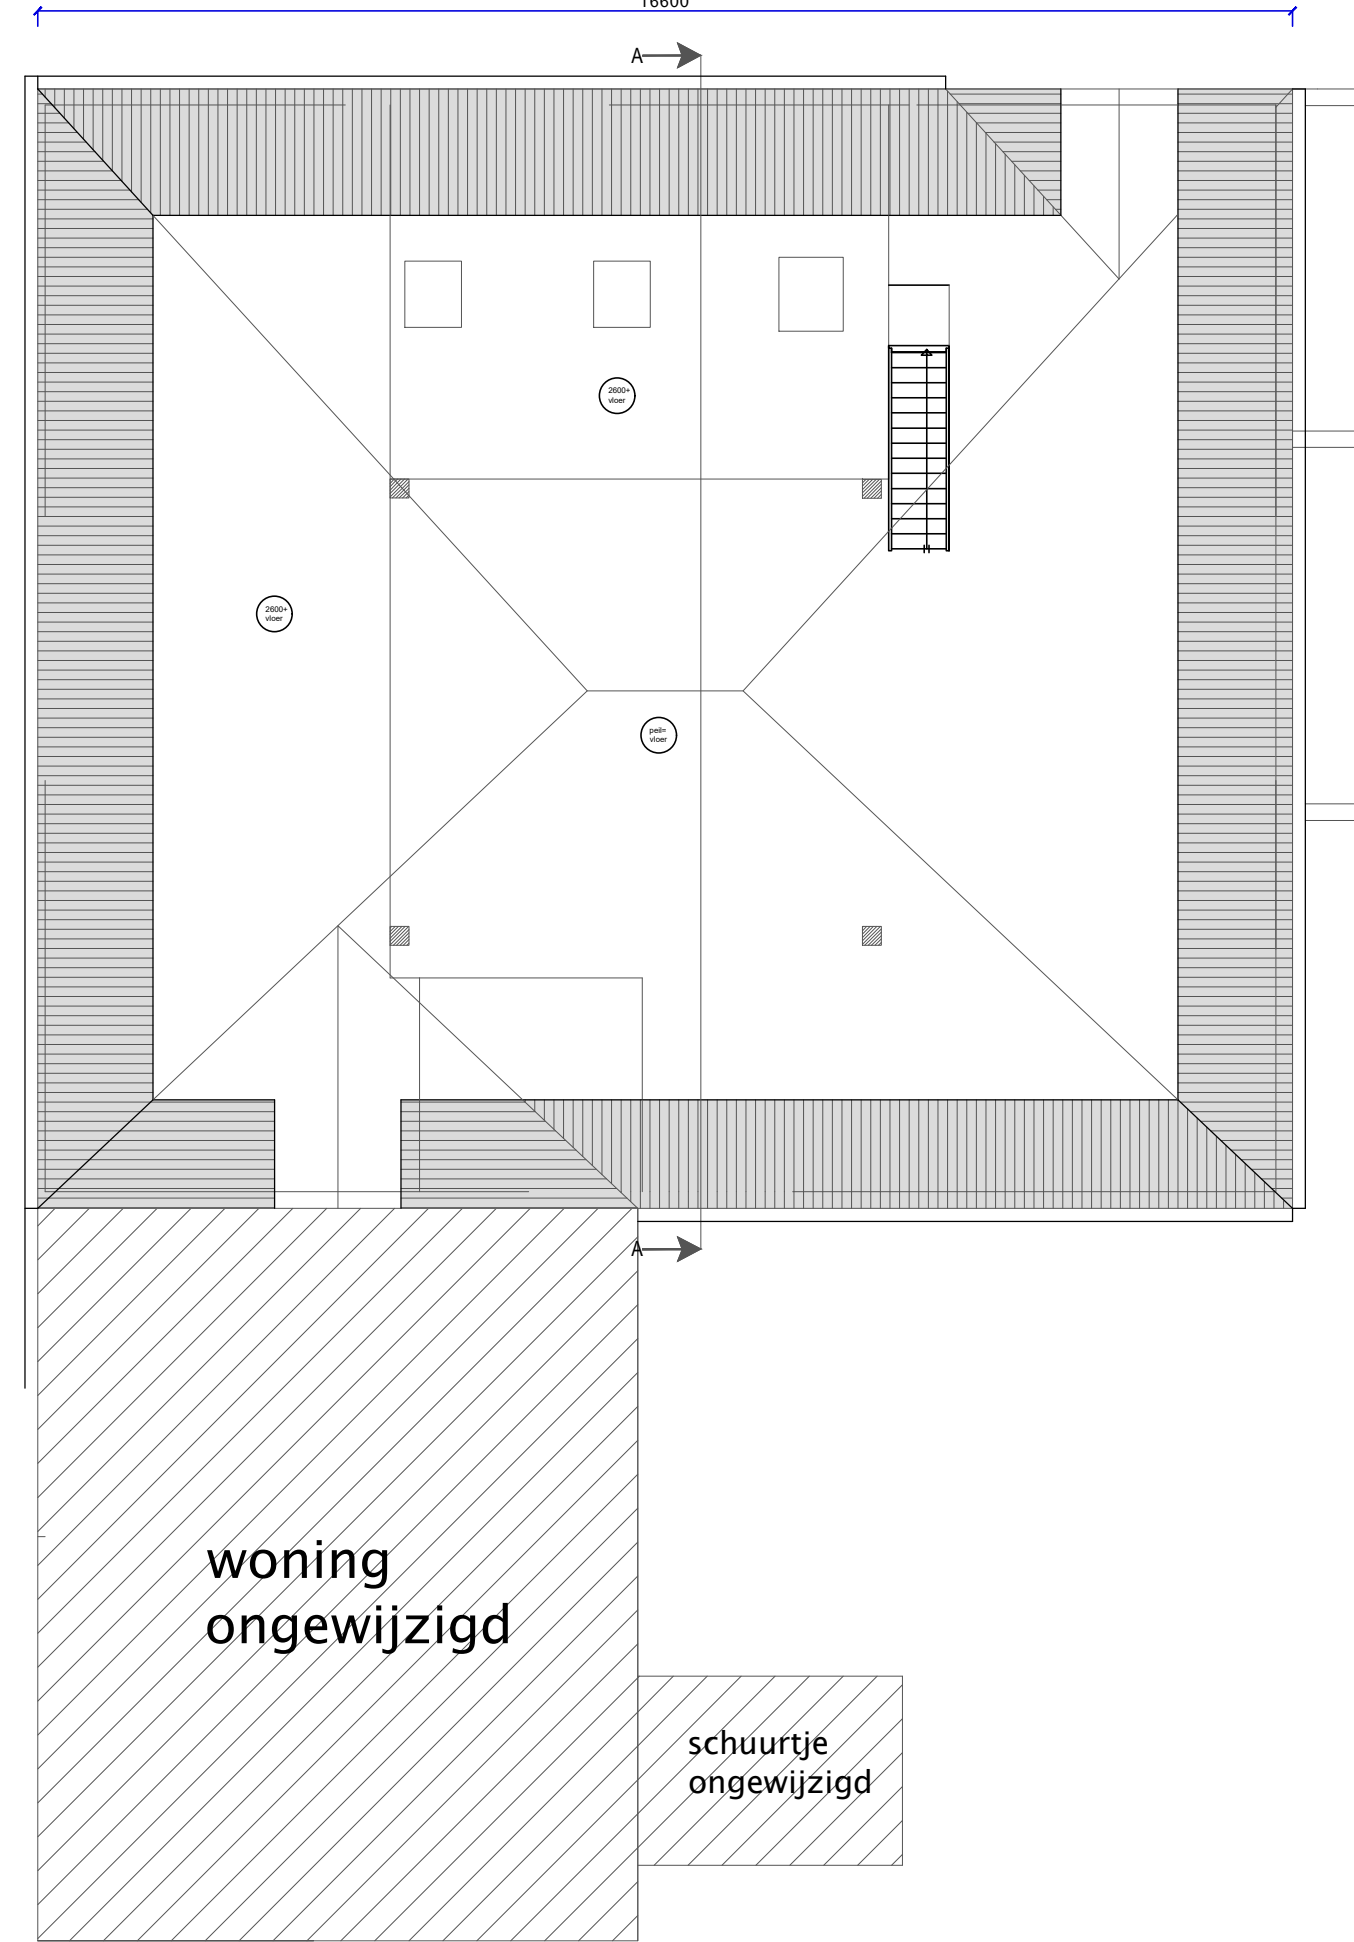 16600
A
2600+
vloer
2600+
vloer
peil=
vloer
A
woning
ongewijzigd
schuurtje
ongewijzigd